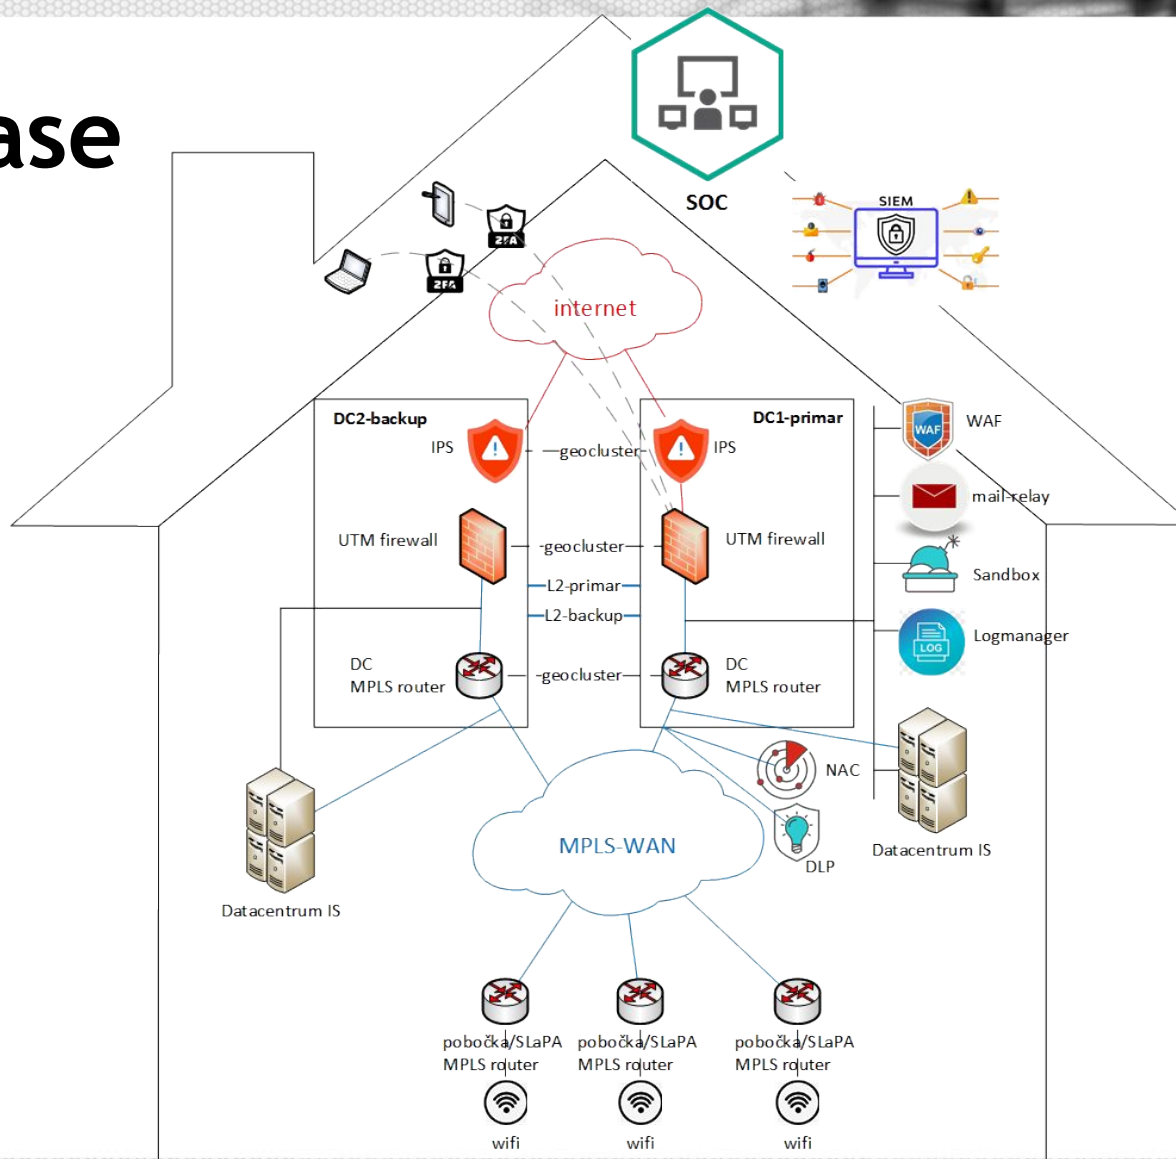 ase
SOC
SIEM
2FA
2FA
internet
DC2-backup
DC1-primar
IPS
geocluster
IPS
WAF
WAF
mail-relay
UTM firewall
geocluster
UTM firewall
Sandbox
L2-primar
L2-backup
LOG
Logmanager
DC
MPLS router
geocluster
DC
MPLS router
NAC
MPLS-WAN
DLP
Datacentrum IS
Datacentrum IS
pobočka/SLaPA
MPLS router
pobočka/SLaPA
MPLS router
pobočka/SLaPA
MPLS router
wifi
wifi
wifi